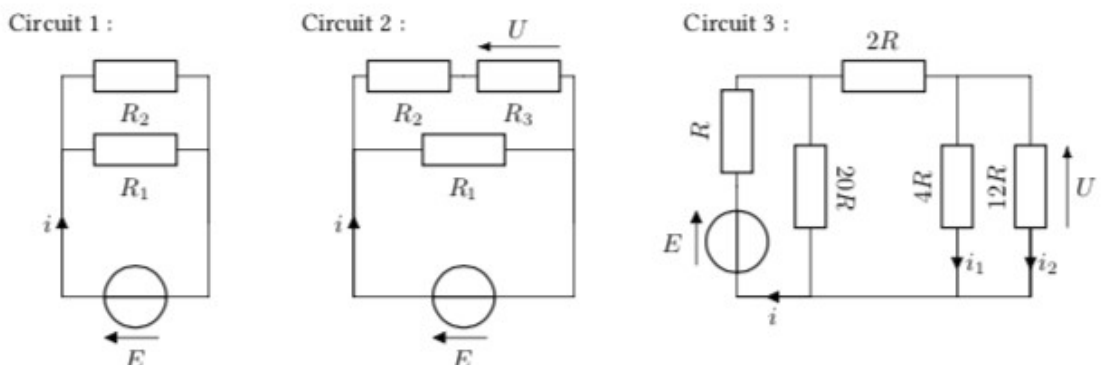 Circuit 1 :
R₂
R₁
i
E
Circuit 2 :
U
R₂
R₃
R₁
i
E
Circuit 3 :
2R
R
20R
4R
12R
U
E
i₁
i₂
i